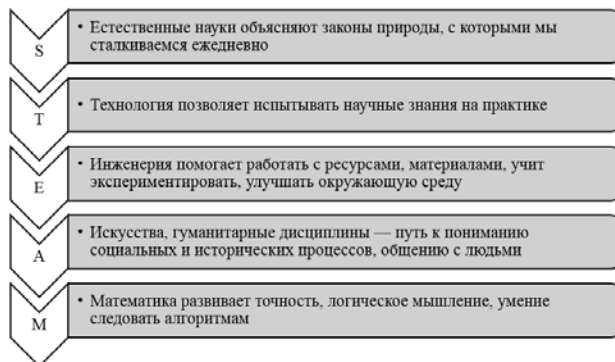 S
• Естественные науки объясняют законы природы, с которыми мы
сталкиваемся ежедневно
T
• Технология позволяет испытывать научные знания на практике
E
• Инженерия помогает работать с ресурсами, материалами, учит
экспериментировать, улучшать окружающую среду
A
• Искусства, гуманитарные дисциплины — путь к пониманию
социальных и исторических процессов, общению с людьми
M
• Математика развивает точность, логическое мышление, умение
следовать алгоритмам